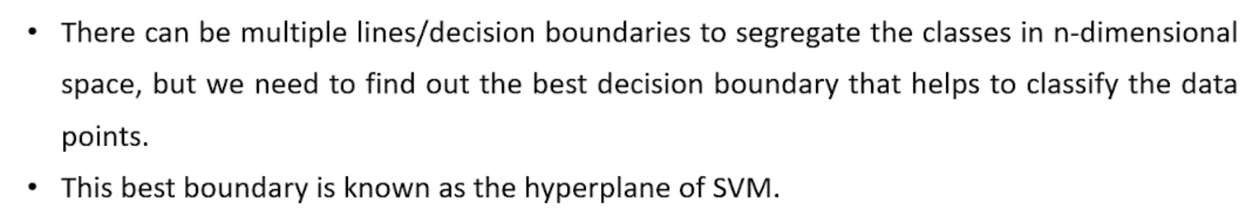 • There can be multiple lines/decision boundaries to segregate the classes in n-dimensional
space, but we need to find out the best decision boundary that helps to classify the data
points.
• This best boundary is known as the hyperplane of SVM.